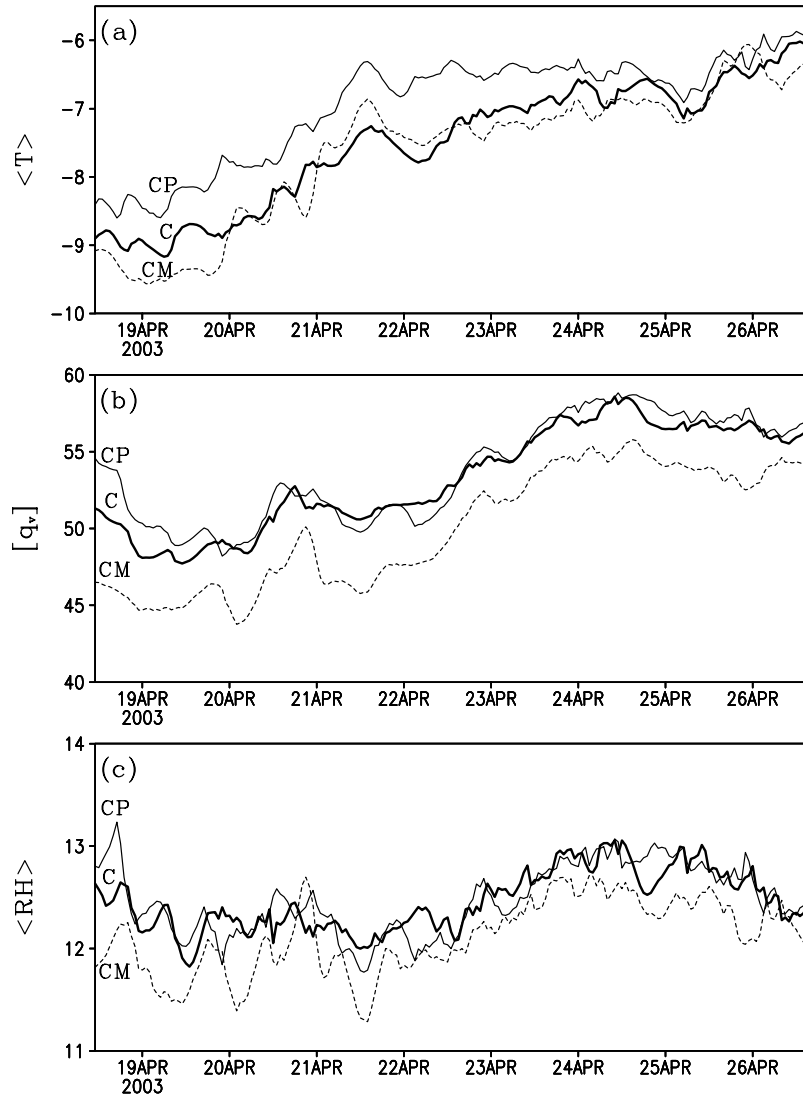 (a)
-6
-7
-8
-9
-10
<T>
CP
C
CM
19APR 20APR 21APR 22APR 23APR 24APR 25APR 26APR
2003
(b)
60
55
50
45
40
[qv]
CP
C
CM
19APR 20APR 21APR 22APR 23APR 24APR 25APR 26APR
2003
(c)
14
13
12
11
<RH>
CP
C
CM
19APR 20APR 21APR 22APR 23APR 24APR 25APR 26APR
2003